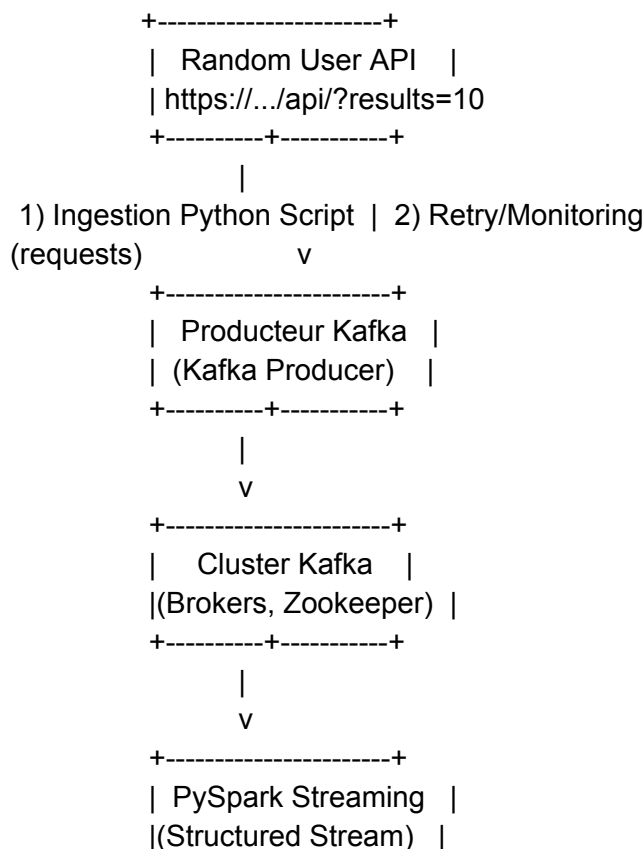 +----------------------+
| Random User API |
| https://.../api/?results=10
+----------+-----------+
|
1) Ingestion Python Script | 2) Retry/Monitoring
(requests) v
+-----------------------+
| Producteur Kafka |
| (Kafka Producer) |
+----------+-----------+
|
v
+-----------------------+
| Cluster Kafka |
|(Brokers, Zookeeper) |
+----------+-----------+
|
v
+-----------------------+
| PySpark Streaming |
|(Structured Stream) |